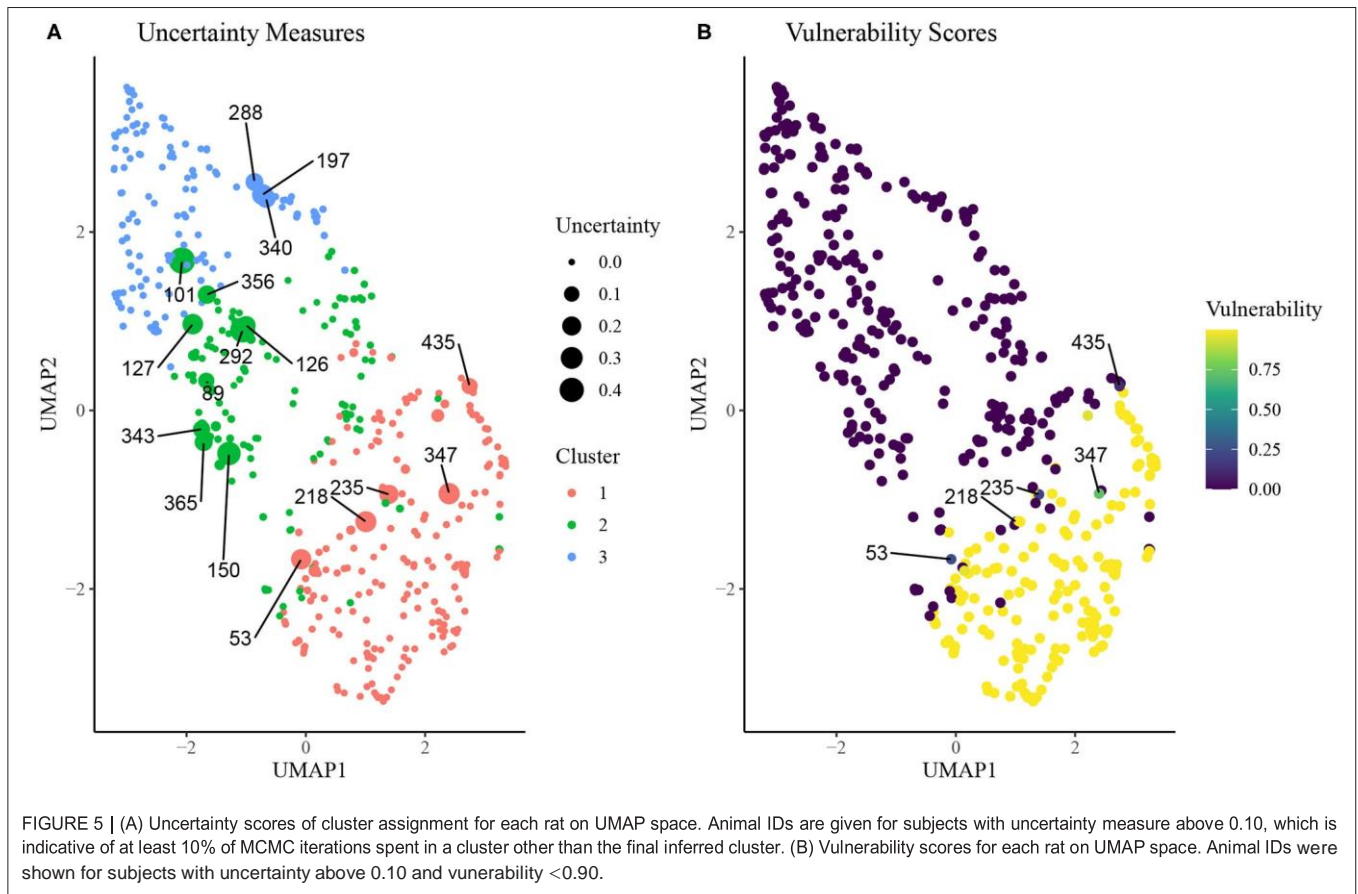 A Uncertainty Measures
288
197
340
101
356
127
292
126
89
343
365
150
435
347
235
218
53
2
0
−2
UMAP2
−2 0 2
UMAP1
Uncertainty
0.0
0.1
0.2
0.3
0.4
Cluster
1
2
3
B Vulnerability Scores
435
347
235
218
53
2
0
−2
UMAP2
−2 0 2
UMAP1
Vulnerability
0.75
0.50
0.25
0.00
FIGURE 5 | (A) Uncertainty scores of cluster assignment for each rat on UMAP space. Animal IDs are given for subjects with uncertainty measure above 0.10, which is
indicative of at least 10% of MCMC iterations spent in a cluster other than the final inferred cluster. (B) Vulnerability scores for each rat on UMAP space. Animal IDs were
shown for subjects with uncertainty above 0.10 and vunerability <0.90.